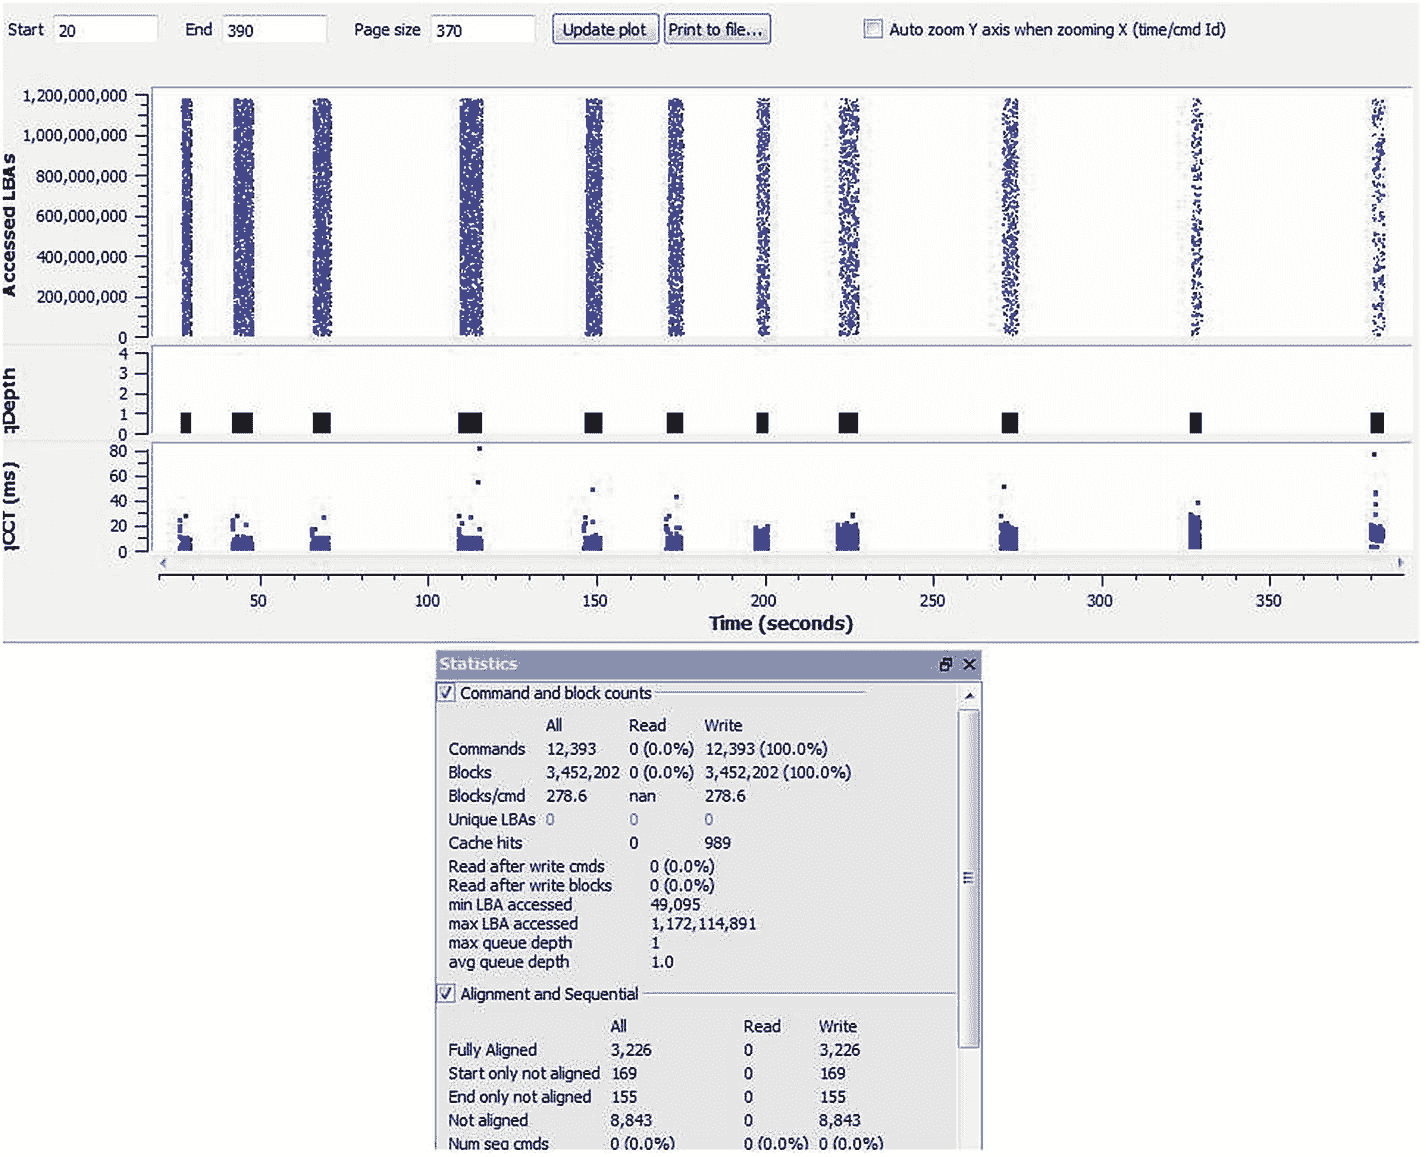 Start 20 End 390 Page size 370 Update plot Print to file... Auto zoom Y axis when zooming X (time/cmd Id)
Accessed LBAs
1,200,000,000
1,000,000,000
800,000,000
600,000,000
400,000,000
200,000,000
0
Depth
4
3
2
1
0
CCT (ms)
80
60
40
20
0
50 100 150 200 250 300 350
Time (seconds)
Statistics
Command and block counts
All Read Write
Commands 12,393 0 (0.0%) 12,393 (100.0%)
Blocks 3,452,202 0 (0.0%) 3,452,202 (100.0%)
Blocks/cmd 278.6 nan 278.6
Unique LBAs 0 0 0
Cache hits 0 989
Read after write cmds 0 (0.0%)
Read after write blocks 0 (0.0%)
min LBA accessed 49,095
max LBA accessed 1,172,114,891
max queue depth 1
avg queue depth 1.0
Alignment and Sequential
All Read Write
Fully Aligned 3,226 0 3,226
Start only not aligned 169 0 169
End only not aligned 155 0 155
Not aligned 8,843 0 8,843
Num seq cmds 0 (0.0%) 0 (0.0%) 0 (0.0%)